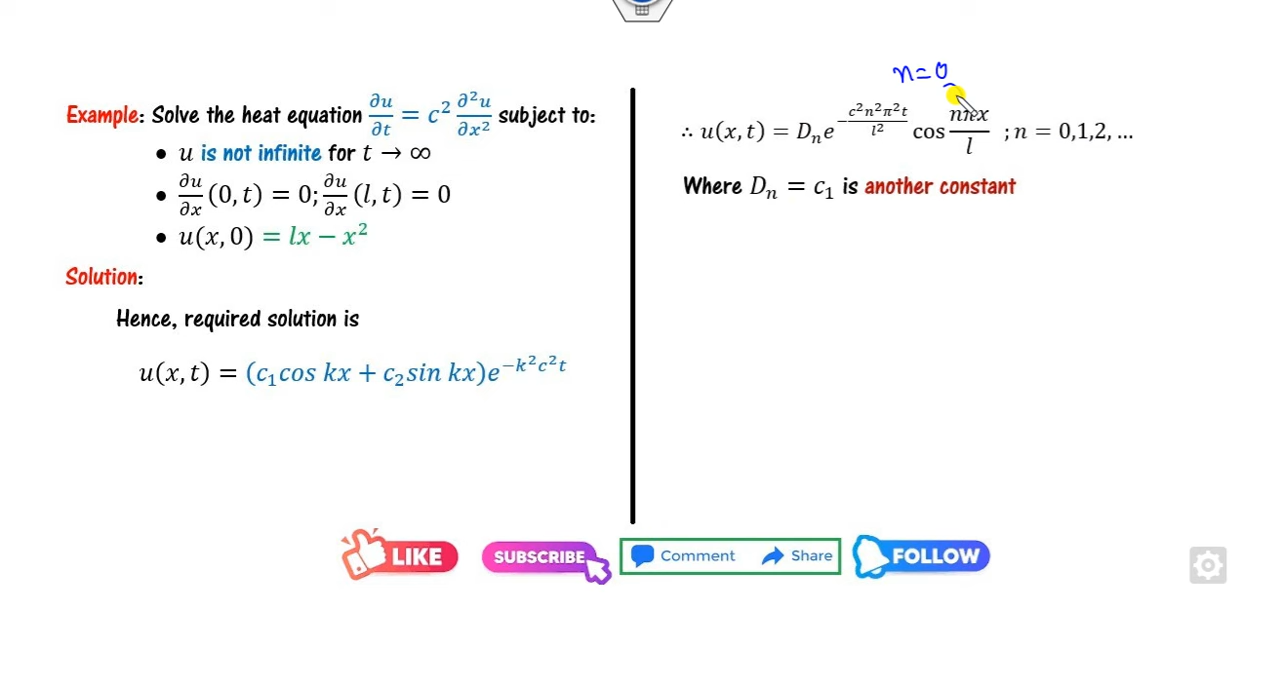 Example: Solve the heat equation ∂u/∂t = c² ∂²u/∂x² subject to:
• u is not infinite for t → ∞
• ∂u/∂x (0, t) = 0; ∂u/∂x (l, t) = 0
• u(x, 0) = lx − x²
Solution:
Hence, required solution is
u(x, t) = (c₁cos kx + c₂sin kx)e^(−k²c²t)
n=0
∴ u(x, t) = Dₙe^(−c²n²π²t/l²) cos nπx/l ; n = 0,1,2, …
Where Dₙ = c₁ is another constant
LIKE
SUBSCRIBE
Comment
Share
FOLLOW